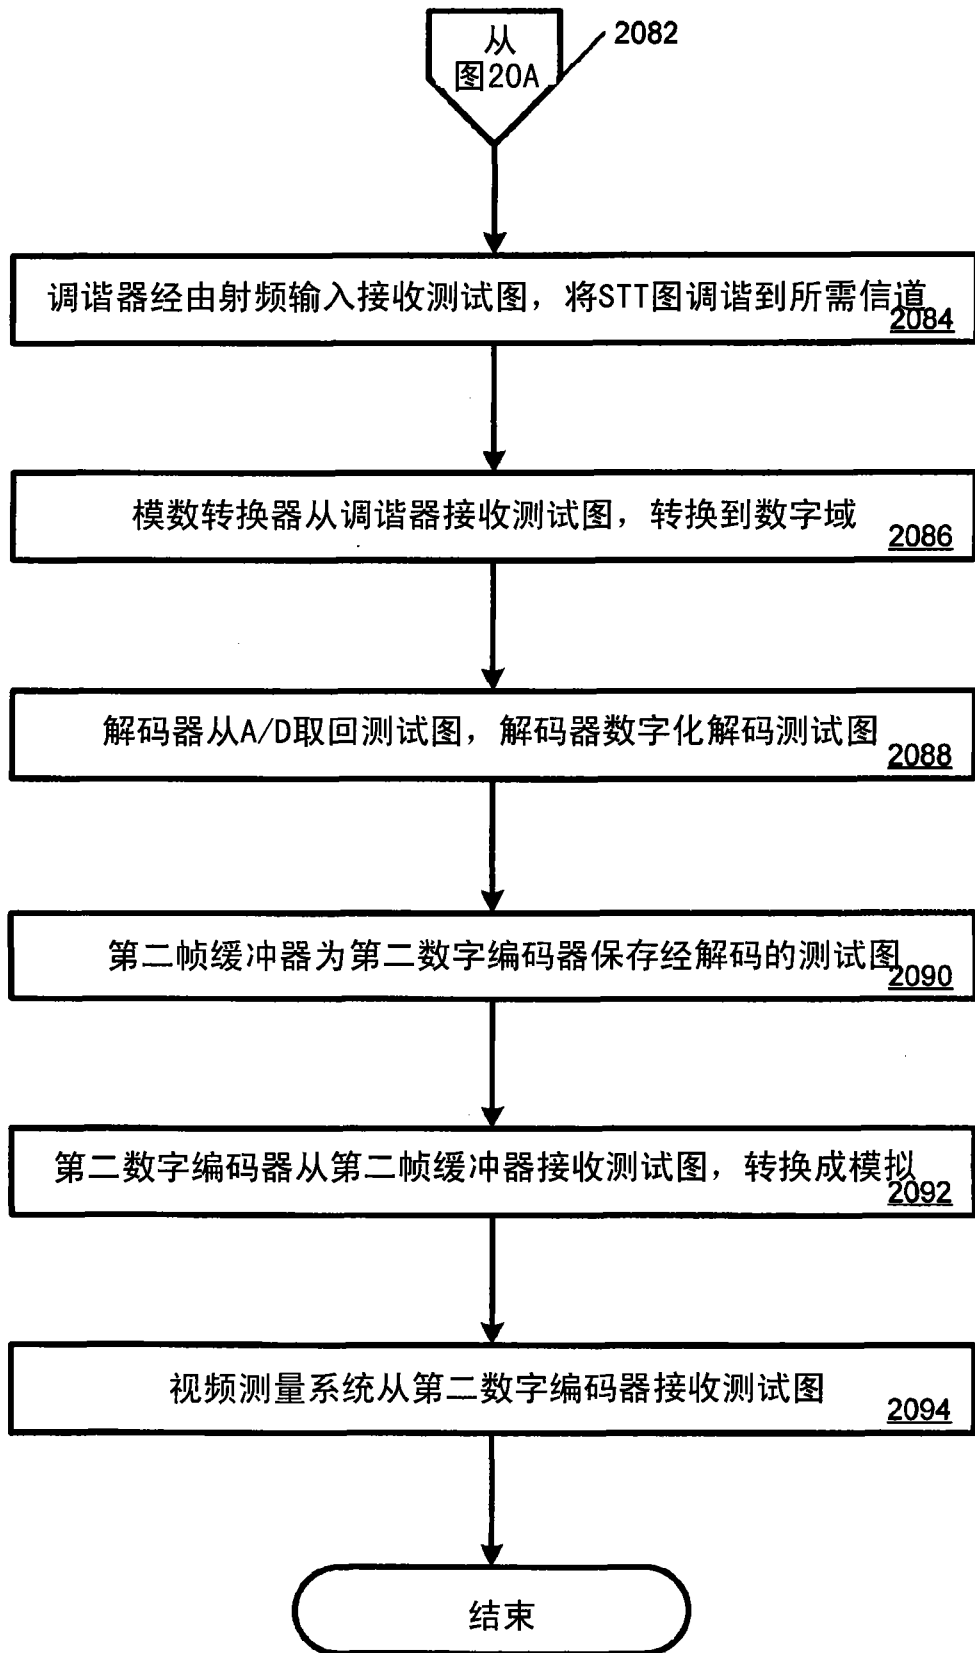 从
图20A
2082
调谐器经由射频输入接收测试图，将STT图调谐到所需信道
2084
模数转换器从调谐器接收测试图，转换到数字域
2086
解码器从A/D取回测试图，解码器数字化解码测试图
2088
第二帧缓冲器为第二数字编码器保存经解码的测试图
2090
第二数字编码器从第二帧缓冲器接收测试图，转换成模拟
2092
视频测量系统从第二数字编码器接收测试图
2094
结束